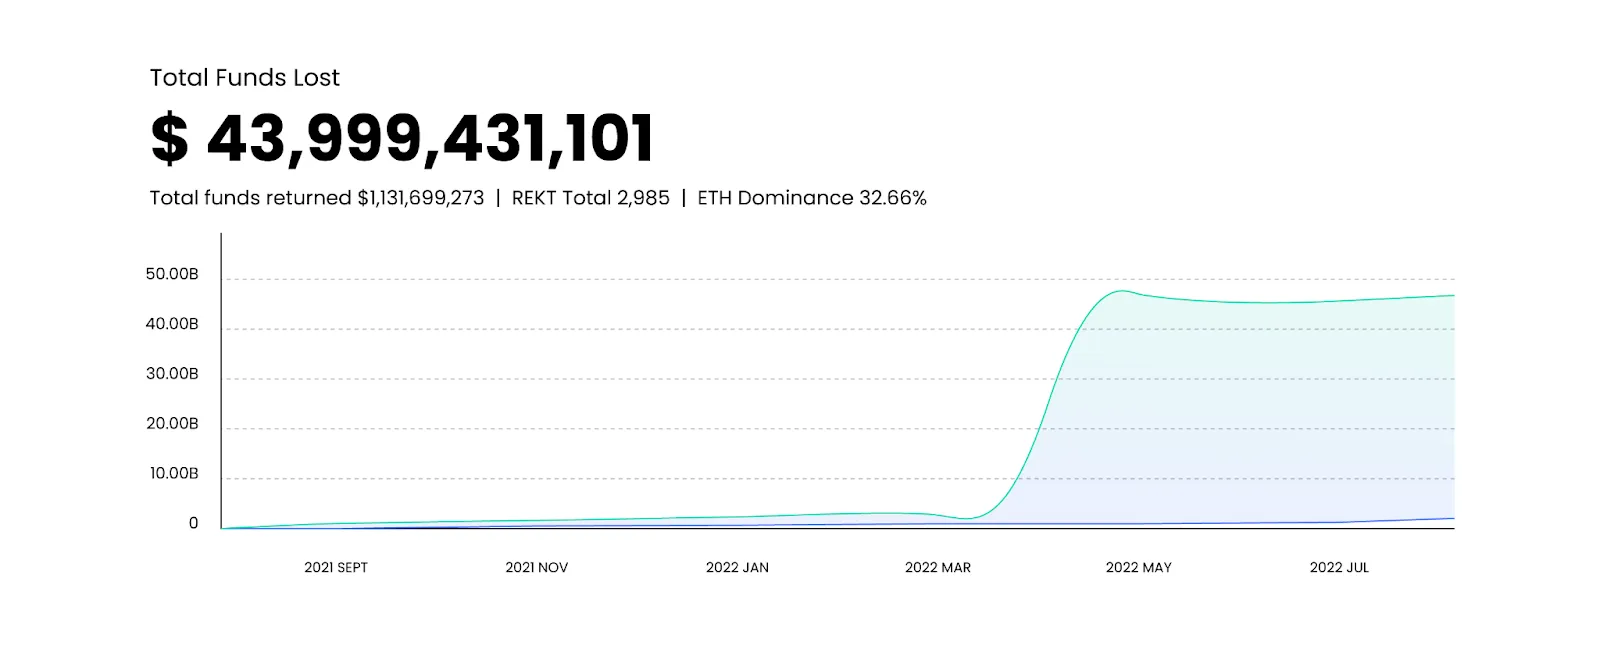 Total Funds Lost
$ 43,999,431,101
Total funds returned $1,131,699,273 | REKT Total 2,985 | ETH Dominance 32.66%
50.00B
40.00B
30.00B
20.00B
10.00B
0
2021 SEPT 2021 NOV 2022 JAN 2022 MAR 2022 MAY 2022 JUL